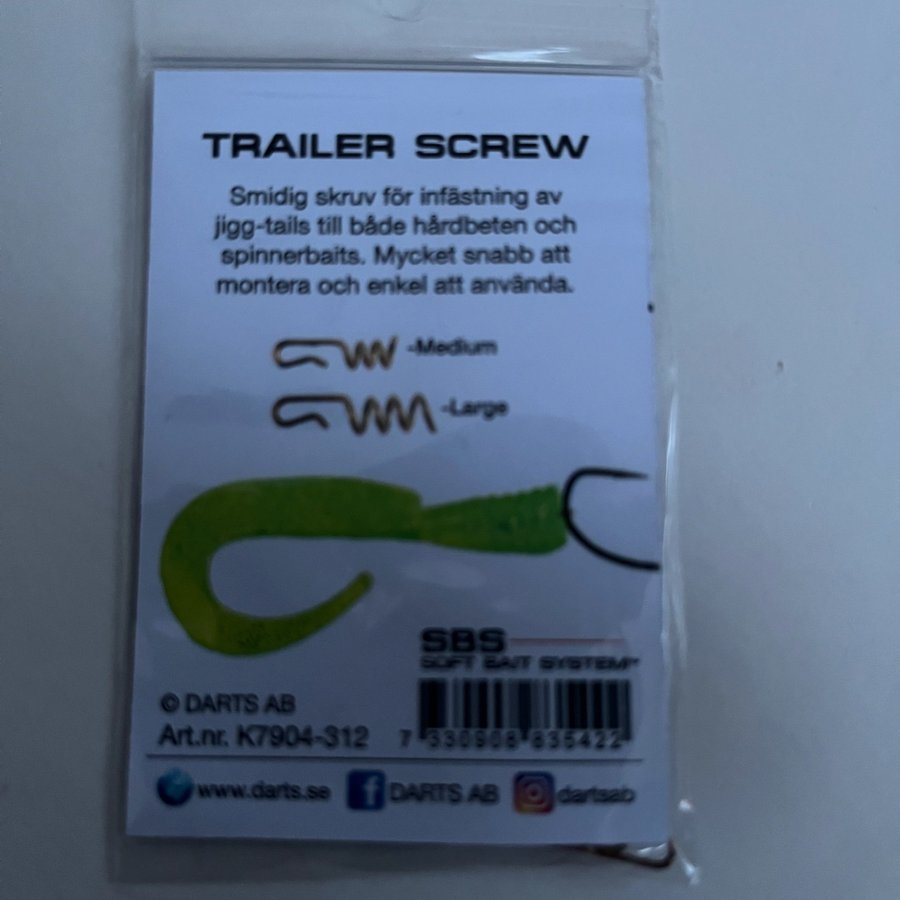 TRAILER SCREW
Smidig skruv för infästning av
jigg-tails till både hårdbeten och
spinnerbaits. Mycket snabb att
montera och enkel att använda.
-Medium
-Large
SBS
SOFT BAIT SYSTEM
© DARTS AB
Art.nr. K7904-312
7 330908 835422
www.darts.se DARTS AB dartsab